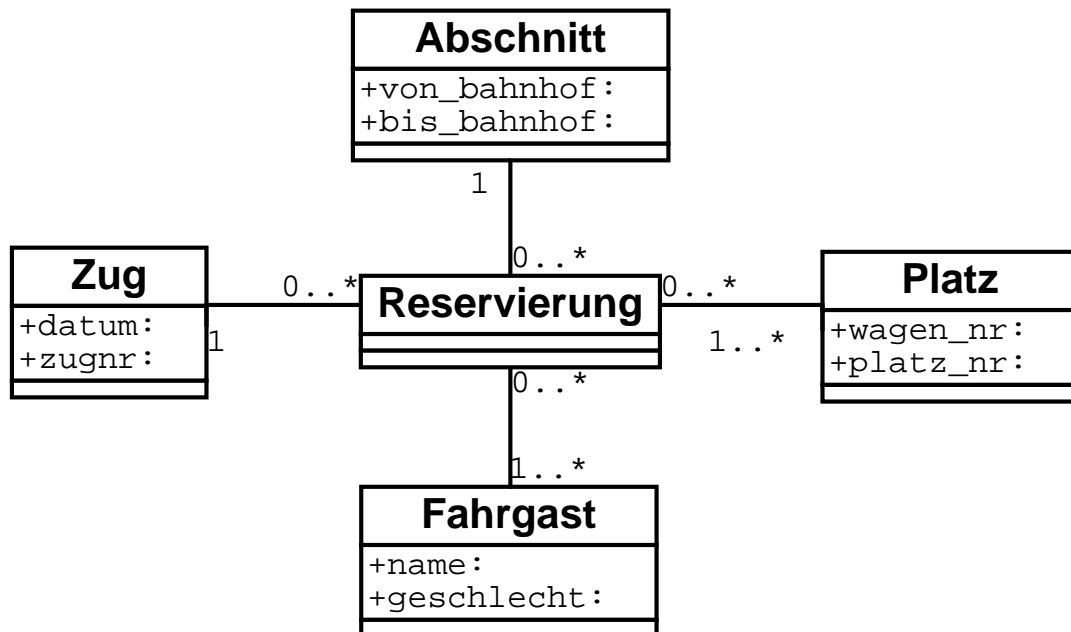 Abschnitt
+von_bahnhof:
+bis_bahnhof:
1
0..*
Zug
+datum:
+zugnr:
1
0..*
Reservierung
0..*
1..*
Platz
+wagen_nr:
+platz_nr:
0..*
1..*
Fahrgast
+name:
+geschlecht: